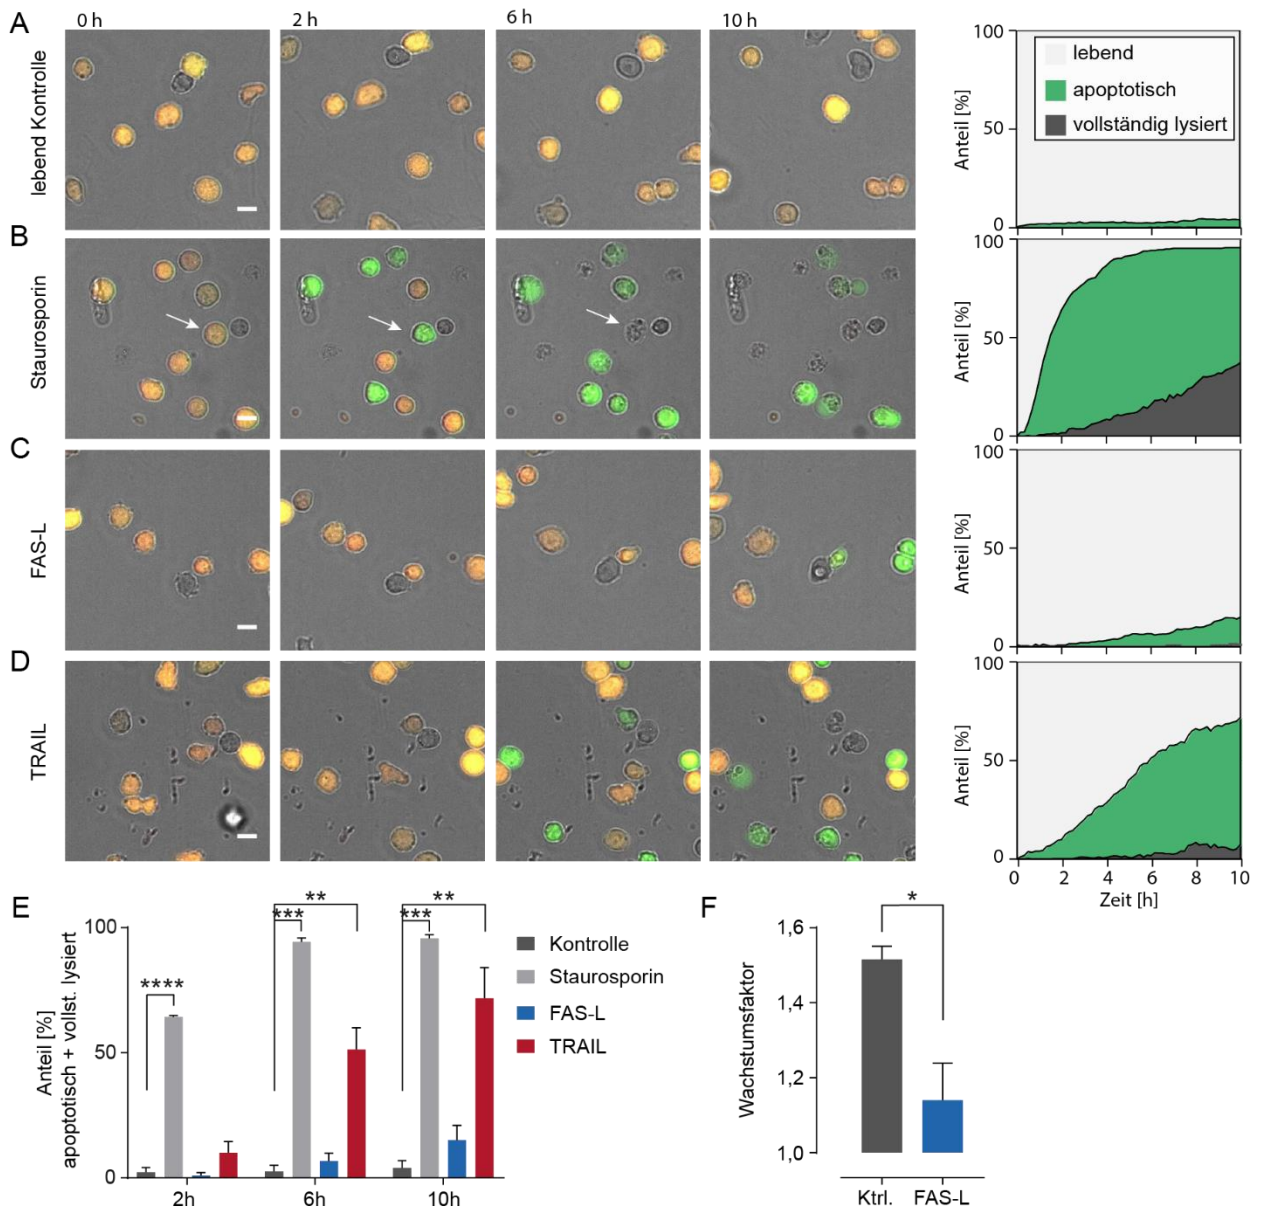 A
0 h
2 h
6 h
10 h
lebend Kontrolle
100
50
0
Anteil [%]
lebend
apoptotisch
vollständig lysiert
B
Staurosporin
100
50
0
Anteil [%]
C
FAS-L
100
50
0
Anteil [%]
D
TRAIL
100
50
0
Anteil [%]
0 2 4 6 8 10
Zeit [h]
E
Anteil [%]
apoptotisch + vollst. lysiert
100
50
0
****
***
**
***
**
2h 6h 10h
Kontrolle
Staurosporin
FAS-L
TRAIL
F
Wachstumsfaktor
1,6
1,4
1,2
1,0
*
Ktrl. FAS-L